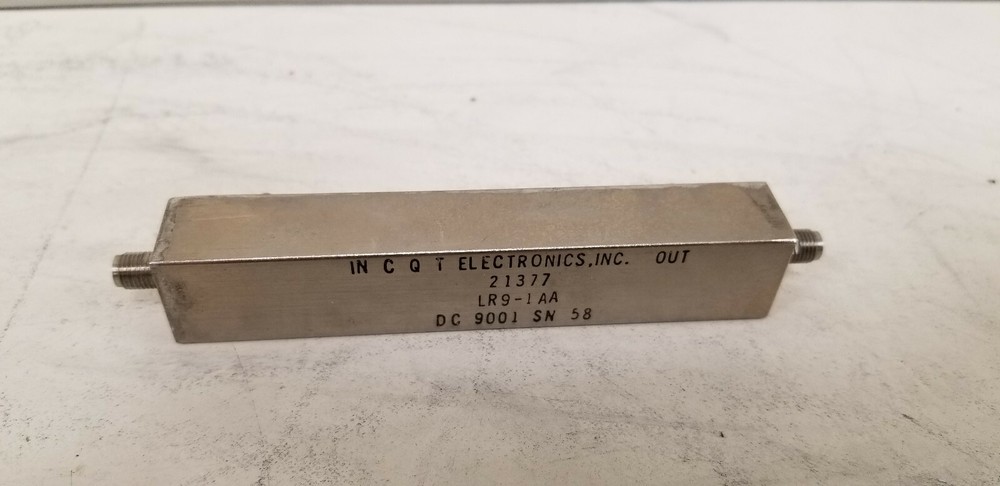 IN C Q T ELECTRONICS, INC. OUT
21377
LR9-1AA
DC 9001 SN 58